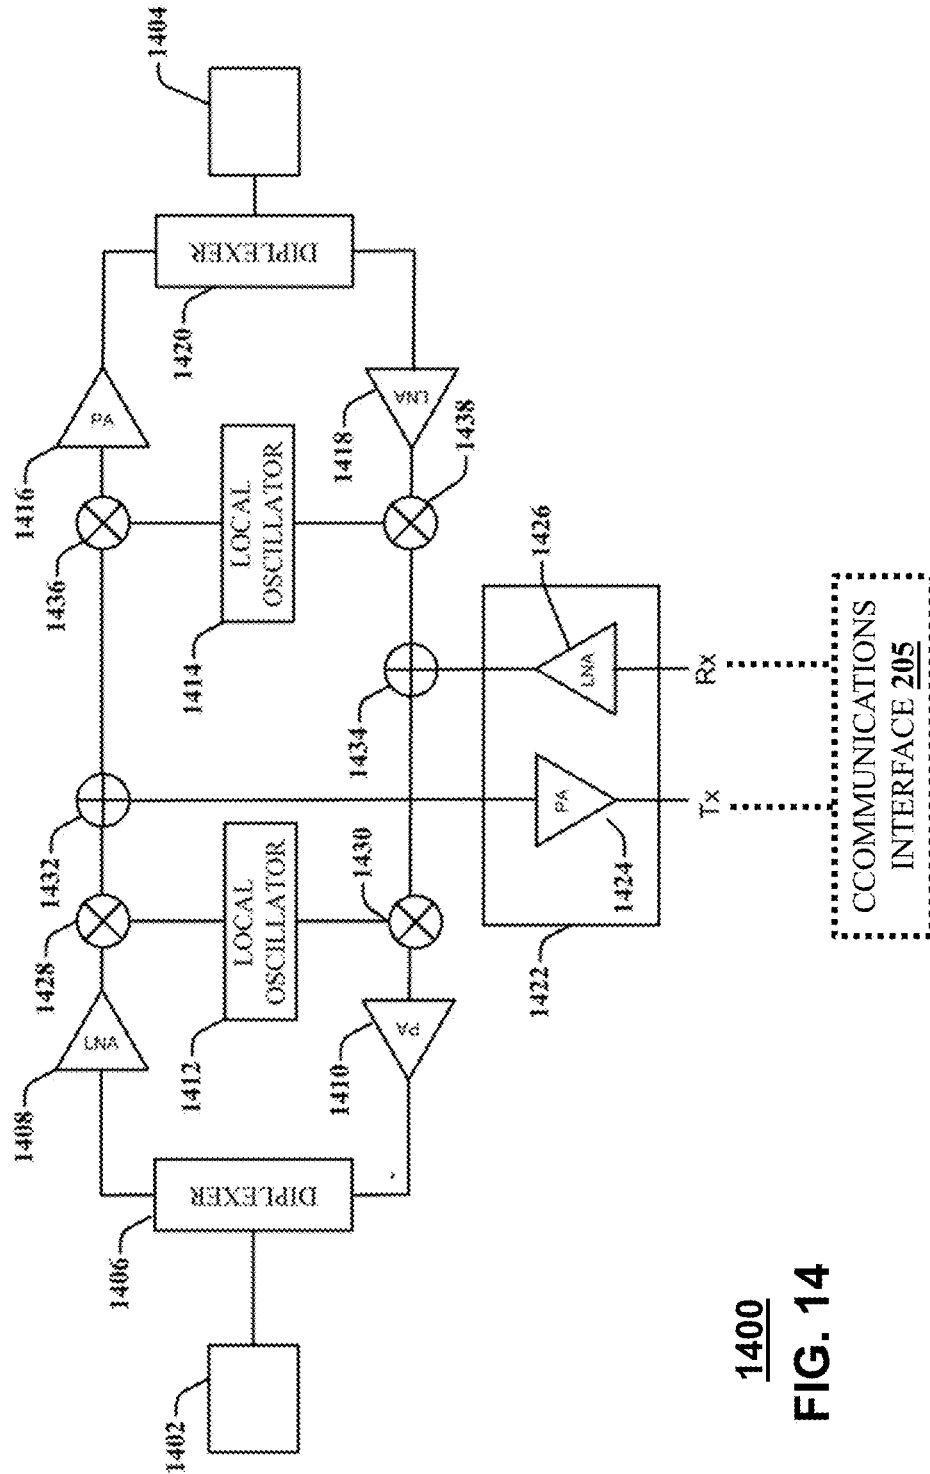 1404
1416
PA
1436
1420
DIPLEXER
LOCAL
OSCILLATOR
1414
1418
LNA
1438
1432
1434
1426
LNA
Rx
1428
LOCAL
OSCILLATOR
1412
1430
PA
1424
Tx
1422
CCOMMUNICATIONS
INTERFACE 205
1408
LNA
1410
PA
1406
DIPLEXER
1402
1400
FIG. 14